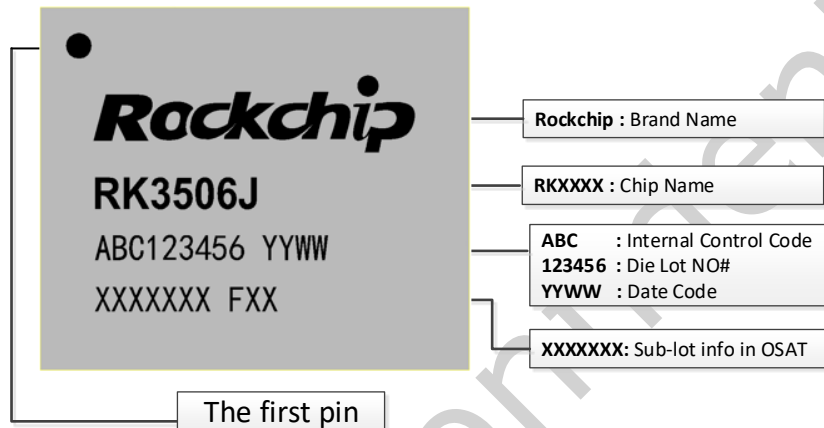 Rockchip
RK3506J
ABC123456 YYWW
XXXXXXX FXX
Rockchip : Brand Name
RKXXXX : Chip Name
ABC : Internal Control Code
123456 : Die Lot NO#
YYWW : Date Code
XXXXXXX: Sub-lot info in OSAT
The first pin